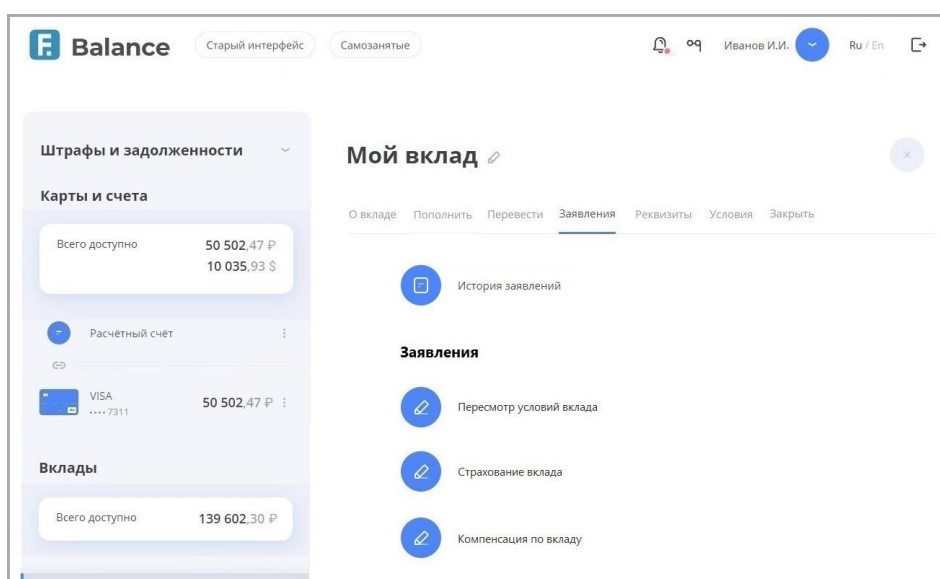 Balance
Старый интерфейс
Самозанятые
Иванов И.И.
Ru / En
Штрафы и задолженности
Карты и счета
Всего доступно 50 502,47 ₽
10 035,93 $
Расчётный счёт
VISA
•••• 7311
50 502,47 ₽
Вклады
Всего доступно 139 602,30 ₽
Мой вклад
О вкладе Пополнить Перевести Заявления Реквизиты Условия Закрыть
История заявлений
Заявления
Пересмотр условий вклада
Страхование вклада
Компенсация по вкладу